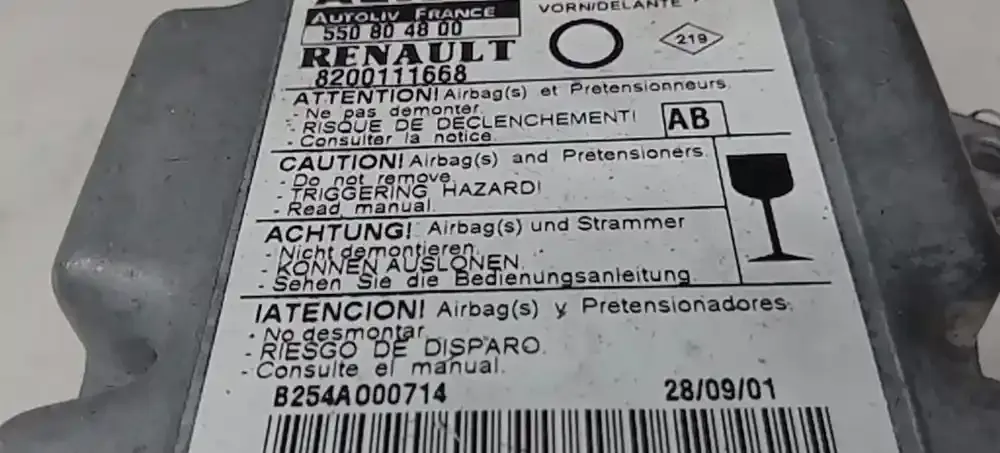 AUTOLIV FRANCE
550 80 48 00
VORN/DELANTE
219
RENAULT
8200111668
ATTENTION! Airbag(s) et Pretensionneurs.
- Ne pas demonter.
- RISQUE DE DECLENCHEMENT!
- Consulter la notice.
AB
CAUTION! Airbag(s) and Pretensioners.
- Do not remove.
- TRIGGERING HAZARD!
- Read manual.
ACHTUNG! Airbag(s) und Strammer
- Nicht demontieren.
- KONNEN AUSLONEN.
- Sehen Sie die Bedienungsanleitung.
!ATENCION! Airbag(s) y Pretensionadores.
- No desmontar.
- RIESGO DE DISPARO.
- Consulte el manual.
B254A000714
28/09/01